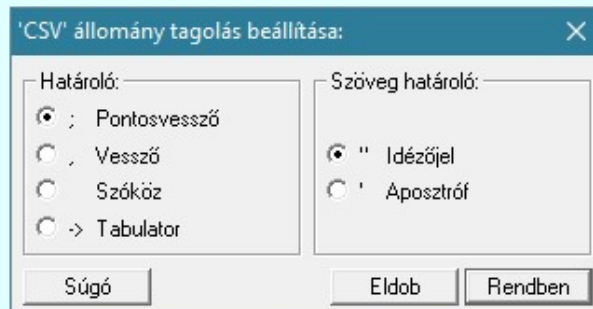 'CSV' állomány tagolás beállítása:
Határoló:
; Pontosvessző
, Vessző
Szóköz
-> Tabulator
Szöveg határoló:
" Idézőjel
' Aposztróf
Súgó
Eldob
Rendben